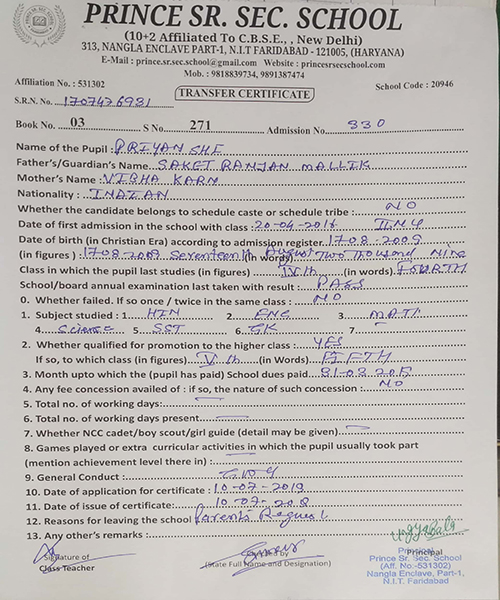 PRINCE SR. SEC. SCHOOL
(10+2 Affiliated To C.B.S.E., , New Delhi)
313, NANGLA ENCLAVE PART-1, N.I.T FARIDABAD - 121005, (HARYANA)
E-Mail : princesr.sec.school@gmail.com Website : princesrsecschool.com
Mob. : 9818839734, 9891387474
Affiliation No. : 531302 School Code : 20946
TRANSFER CERTIFICATE
S.R.N. No. 1707476981
Book No. 03 S No. 271 Admission No. 930
Name of the Pupil : PRIYANSHE
Father's/Guardian's Name SAKET RANJAN MALLIK
Mother's Name : VIBHA KARN
Nationality : INDIAN
Whether the candidate belongs to schedule caste or schedule tribe : NO
Date of first admission in the school with class : 20-04-2016
Date of birth (in Christian Era) according to admission register. 17-08-2009
(in figures) 17-08-2009 Seventeen (in words) August Two Thousand Nine
Class in which the pupil last studies (in figures) IVth (in words) FOURTH
School/board annual examination last taken with result : PASS
0. Whether failed. If so once / twice in the same class : NO
1. Subject studied : 1. HIN 2. ENG 3. MATH
4. Science 5. SST 6. GK 7.
2. Whether qualified for promotion to the higher class : YES
If so, to which class (in figures) Vth (in Words) FIFTH
3. Month upto which the (pupil has paid) School dues paid
4. Any fee concession availed of : if so, the nature of such concession : NO
5. Total no. of working days:
6. Total no. of working days present
7. Whether NCC cadet/boy scout/girl guide (detail may be given)
8. Games played or extra curricular activities in which the pupil usually took part
(mention achievement level there in) :
9. General Conduct :
10. Date of application for certificate : 10-07-2019
11. Date of issue of certificate: 10-07-
12. Reasons for leaving the school Parents Request
13. Any other's remarks :
Signature of
Class Teacher
by
(State Full Name and Designation)
Principal
Prince Sr. Sec. School
(Aff. No.-531302)
Nangla Enclave, Part-1,
N.I.T. Faridabad